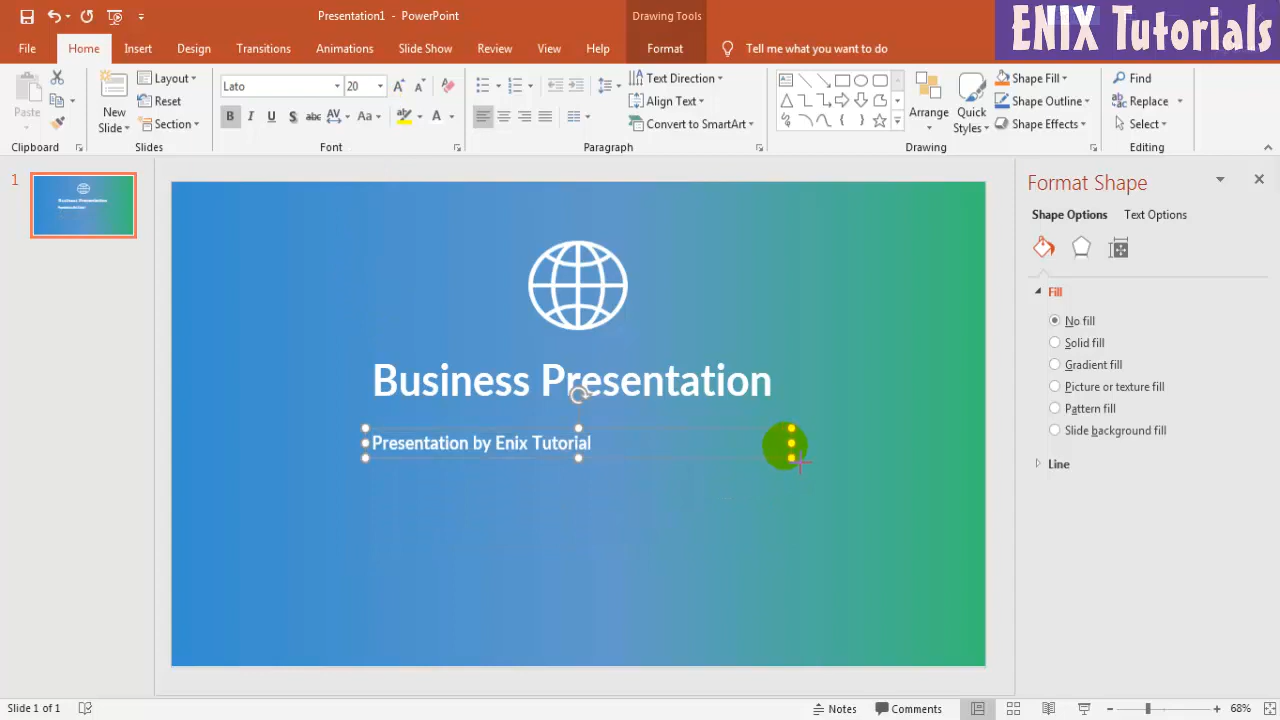 Presentation1 - PowerPoint
Drawing Tools
ENIX Tutorials
File Home Insert Design Transitions Animations Slide Show Review View Help Format Tell me what you want to do
Paste
Clipboard
New Slide
Layout
Reset
Section
Slides
Lato 20
B I U S abc AV Aa A
Font
Text Direction
Align Text
Convert to SmartArt
Paragraph
Arrange
Quick Styles
Shape Fill
Shape Outline
Shape Effects
Drawing
Find
Replace
Select
Editing
1
Business Presentation
Presentation by Enix Tutorial
Format Shape
Shape Options Text Options
Fill
No fill
Solid fill
Gradient fill
Picture or texture fill
Pattern fill
Slide background fill
Line
Slide 1 of 1
Notes Comments 68%